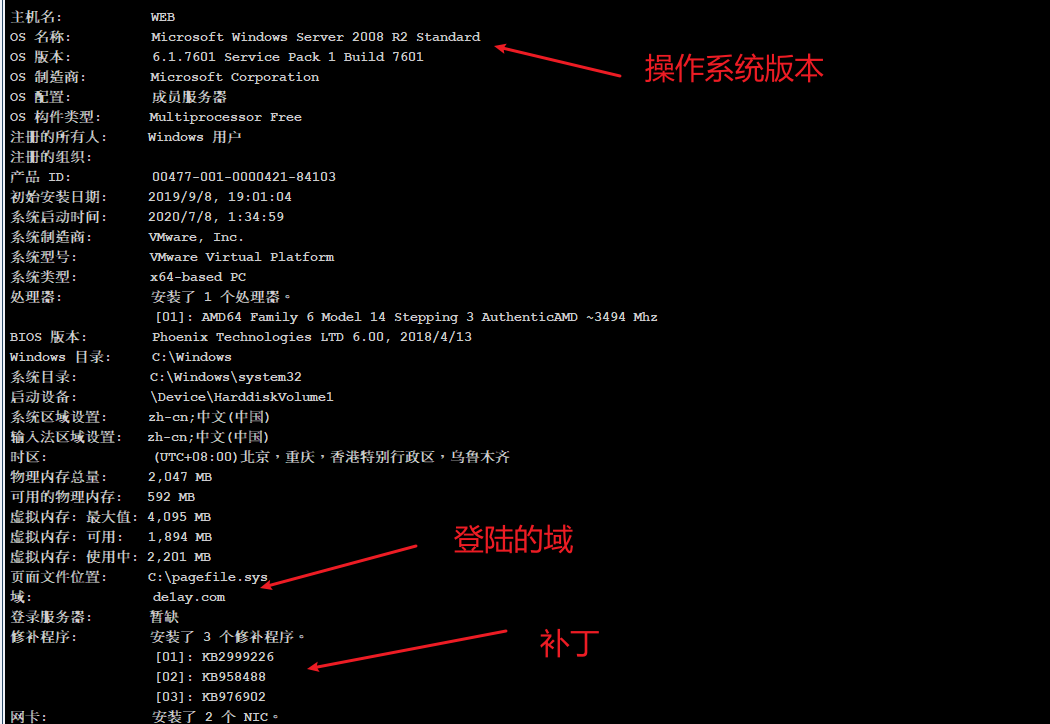 主机名: WEB
OS 名称: Microsoft Windows Server 2008 R2 Standard
OS 版本: 6.1.7601 Service Pack 1 Build 7601
操作系统版本
OS 制造商: Microsoft Corporation
OS 配置: 成员服务器
OS 构件类型: Multiprocessor Free
注册的所有人: Windows 用户
注册的组织:
产品 ID: 00477-001-0000421-84103
初始安装日期: 2019/9/8, 19:01:04
系统启动时间: 2020/7/8, 1:34:59
系统制造商: VMware, Inc.
系统型号: VMware Virtual Platform
系统类型: x64-based PC
处理器: 安装了 1 个处理器。
[01]: AMD64 Family 6 Model 14 Stepping 3 AuthenticAMD ~3494 Mhz
BIOS 版本: Phoenix Technologies LTD 6.00, 2018/4/13
Windows 目录: C:\Windows
系统目录: C:\Windows\system32
启动设备: \Device\HarddiskVolume1
系统区域设置: zh-cn;中文(中国)
输入法区域设置: zh-cn;中文(中国)
时区: (UTC+08:00)北京，重庆，香港特别行政区，乌鲁木齐
物理内存总量: 2,047 MB
可用的物理内存: 592 MB
虚拟内存: 最大值: 4,095 MB
虚拟内存: 可用: 1,894 MB
登陆的域
虚拟内存: 使用中: 2,201 MB
页面文件位置: C:\pagefile.sys
域: de1ay.com
登录服务器: 暂缺
修补程序: 安装了 3 个修补程序。
补丁
[01]: KB2999226
[02]: KB958488
[03]: KB976902
网卡: 安装了 2 个 NIC。